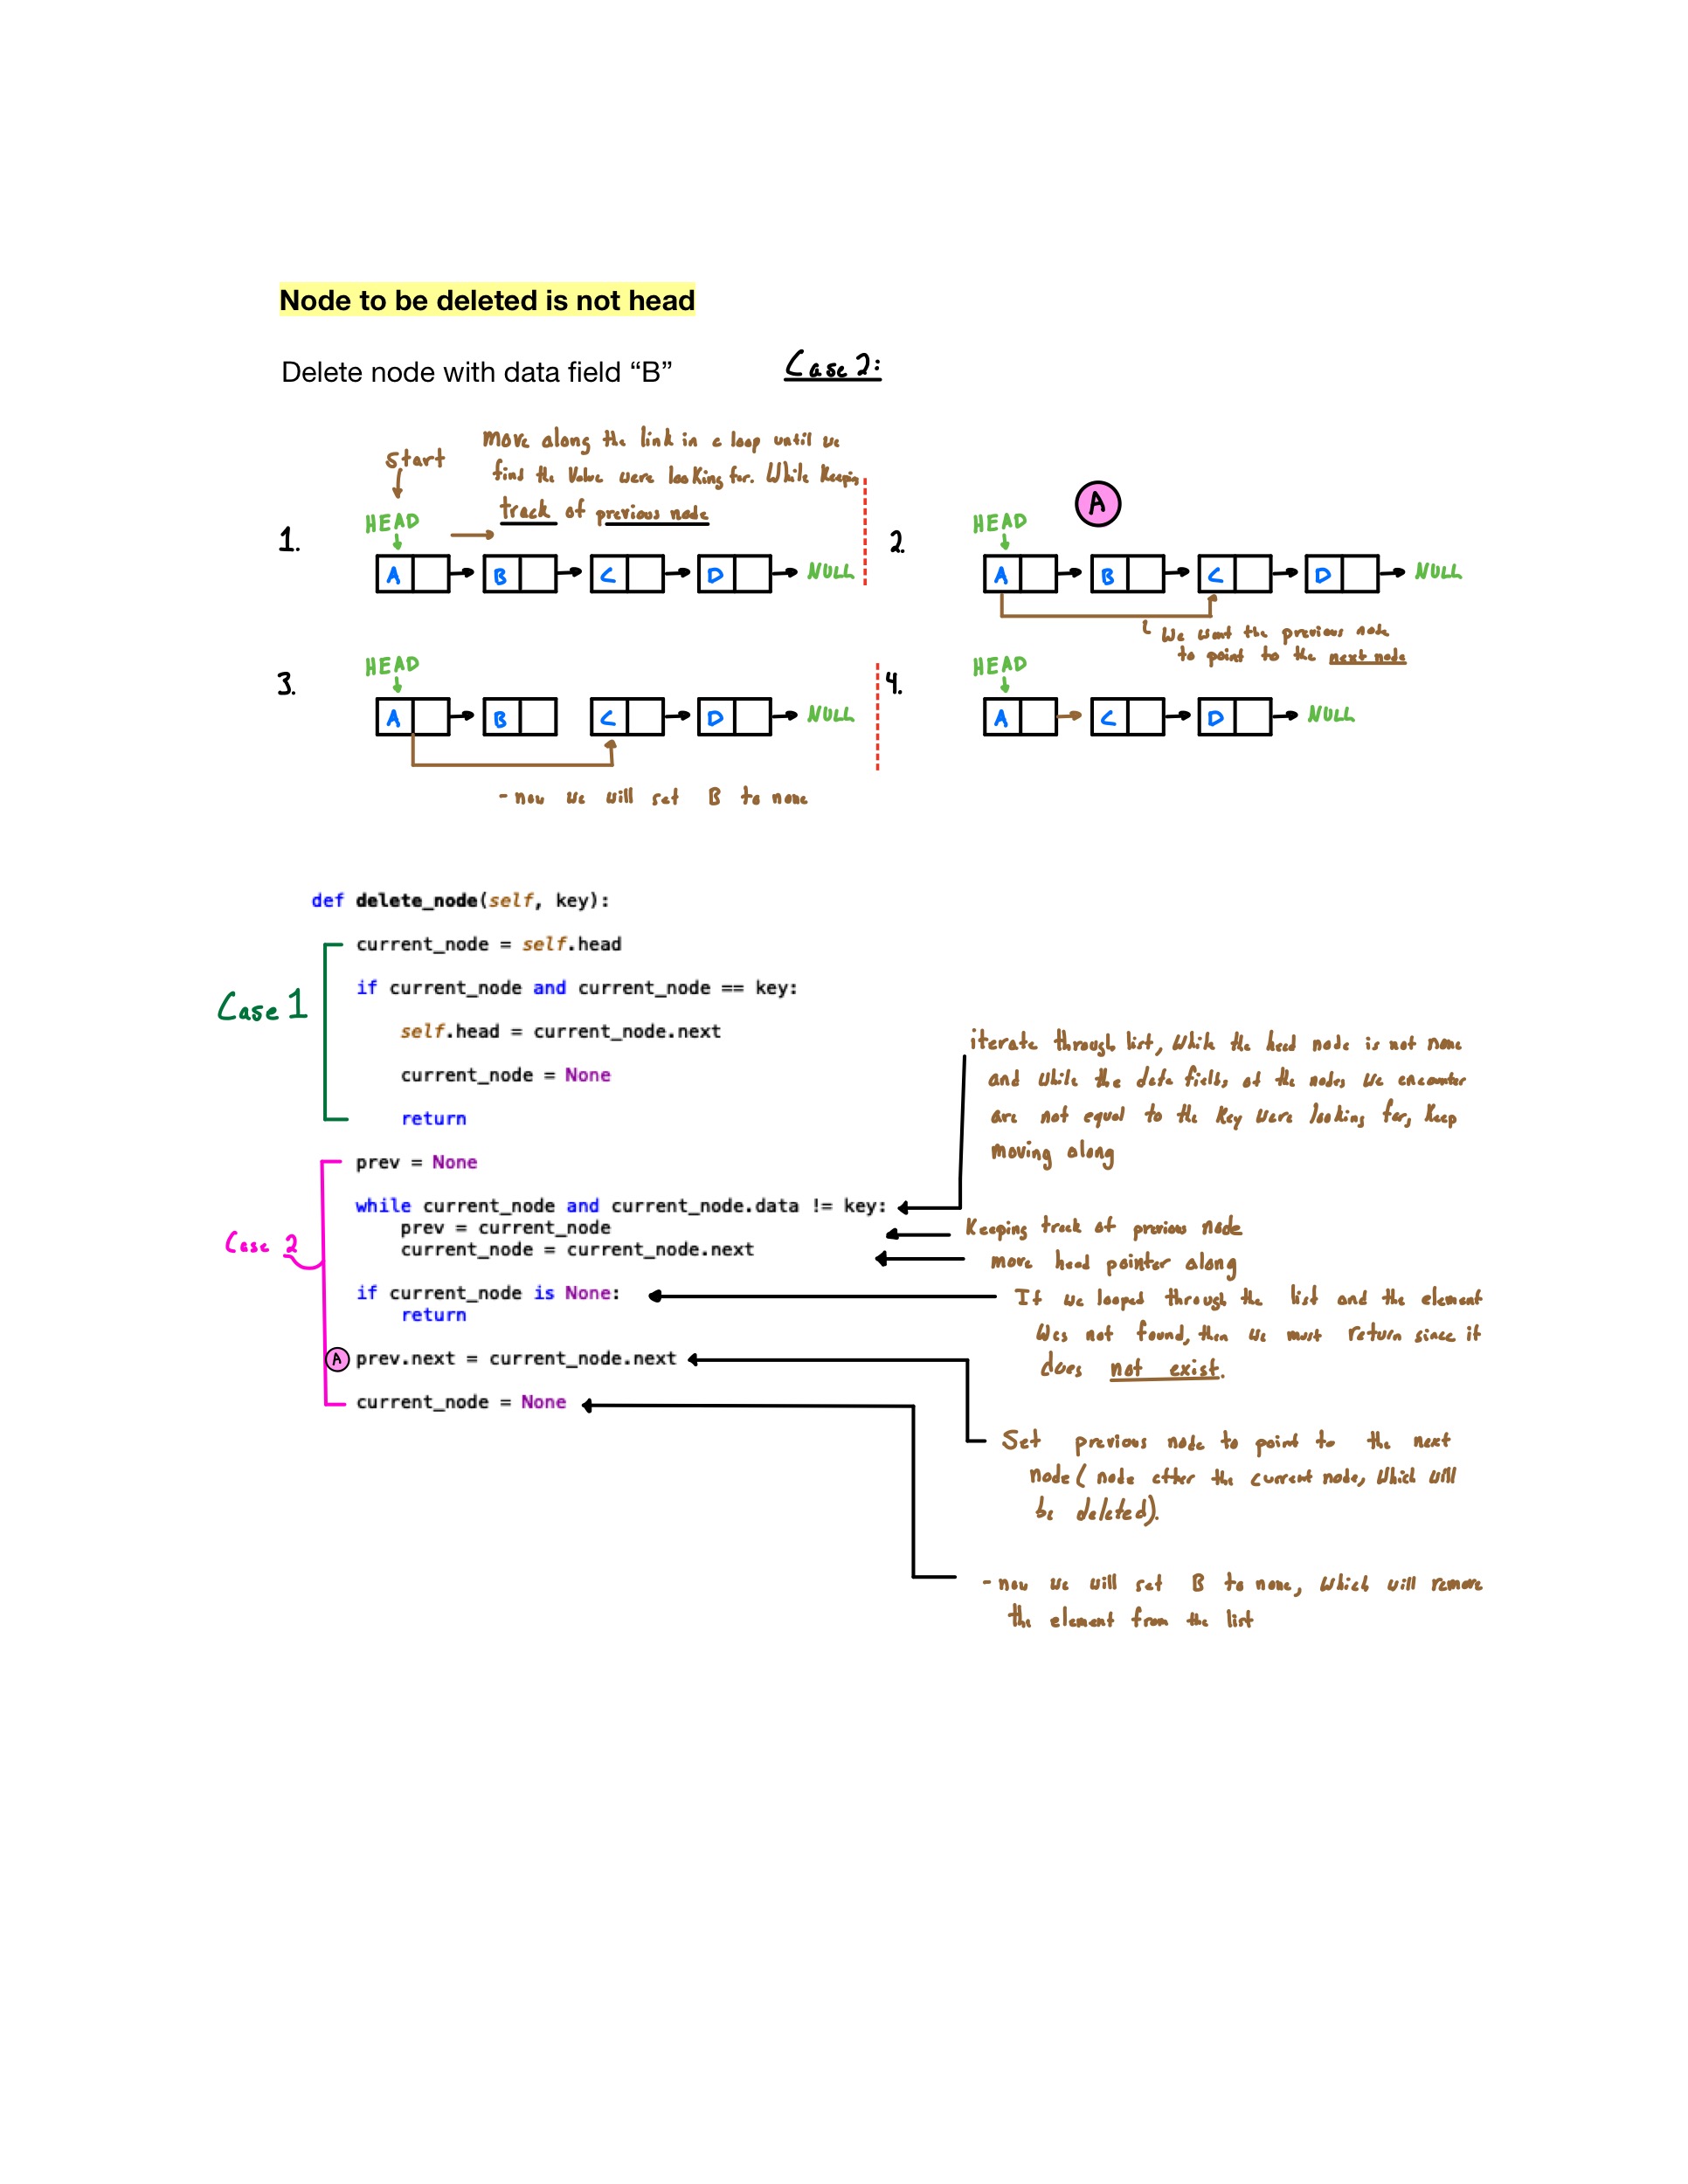 Node to be deleted is not head
Delete node with data field “B”
Case 2:
start
Move along the link in a loop until we
find the Value were looking for. While Keeping
track of previous node
1.
HEAD
A B C D NULL
2.
A
HEAD
A B C D NULL
We want the previous node
to point to the next node
3.
HEAD
A B C D NULL
- now we will set B to none
4.
HEAD
A C D NULL
def delete_node(self, key):
Case 1
current_node = self.head
if current_node and current_node == key:
self.head = current_node.next
current_node = None
return
Case 2
prev = None
while current_node and current_node.data != key:
prev = current_node
current_node = current_node.next
if current_node is None:
return
A prev.next = current_node.next
current_node = None
iterate through list, While the head node is not none
and while the data fields of the nodes we encounter
are not equal to the Key were looking for, Keep
moving along
Keeping track of previous node
move head pointer along
If we looped through the list and the element
Was not found, then we must return since it
does not exist.
Set previous node to point to the next
node ( node after the current node, Which will
be deleted).
- now we will set B to none, Which will remove
the element from the list